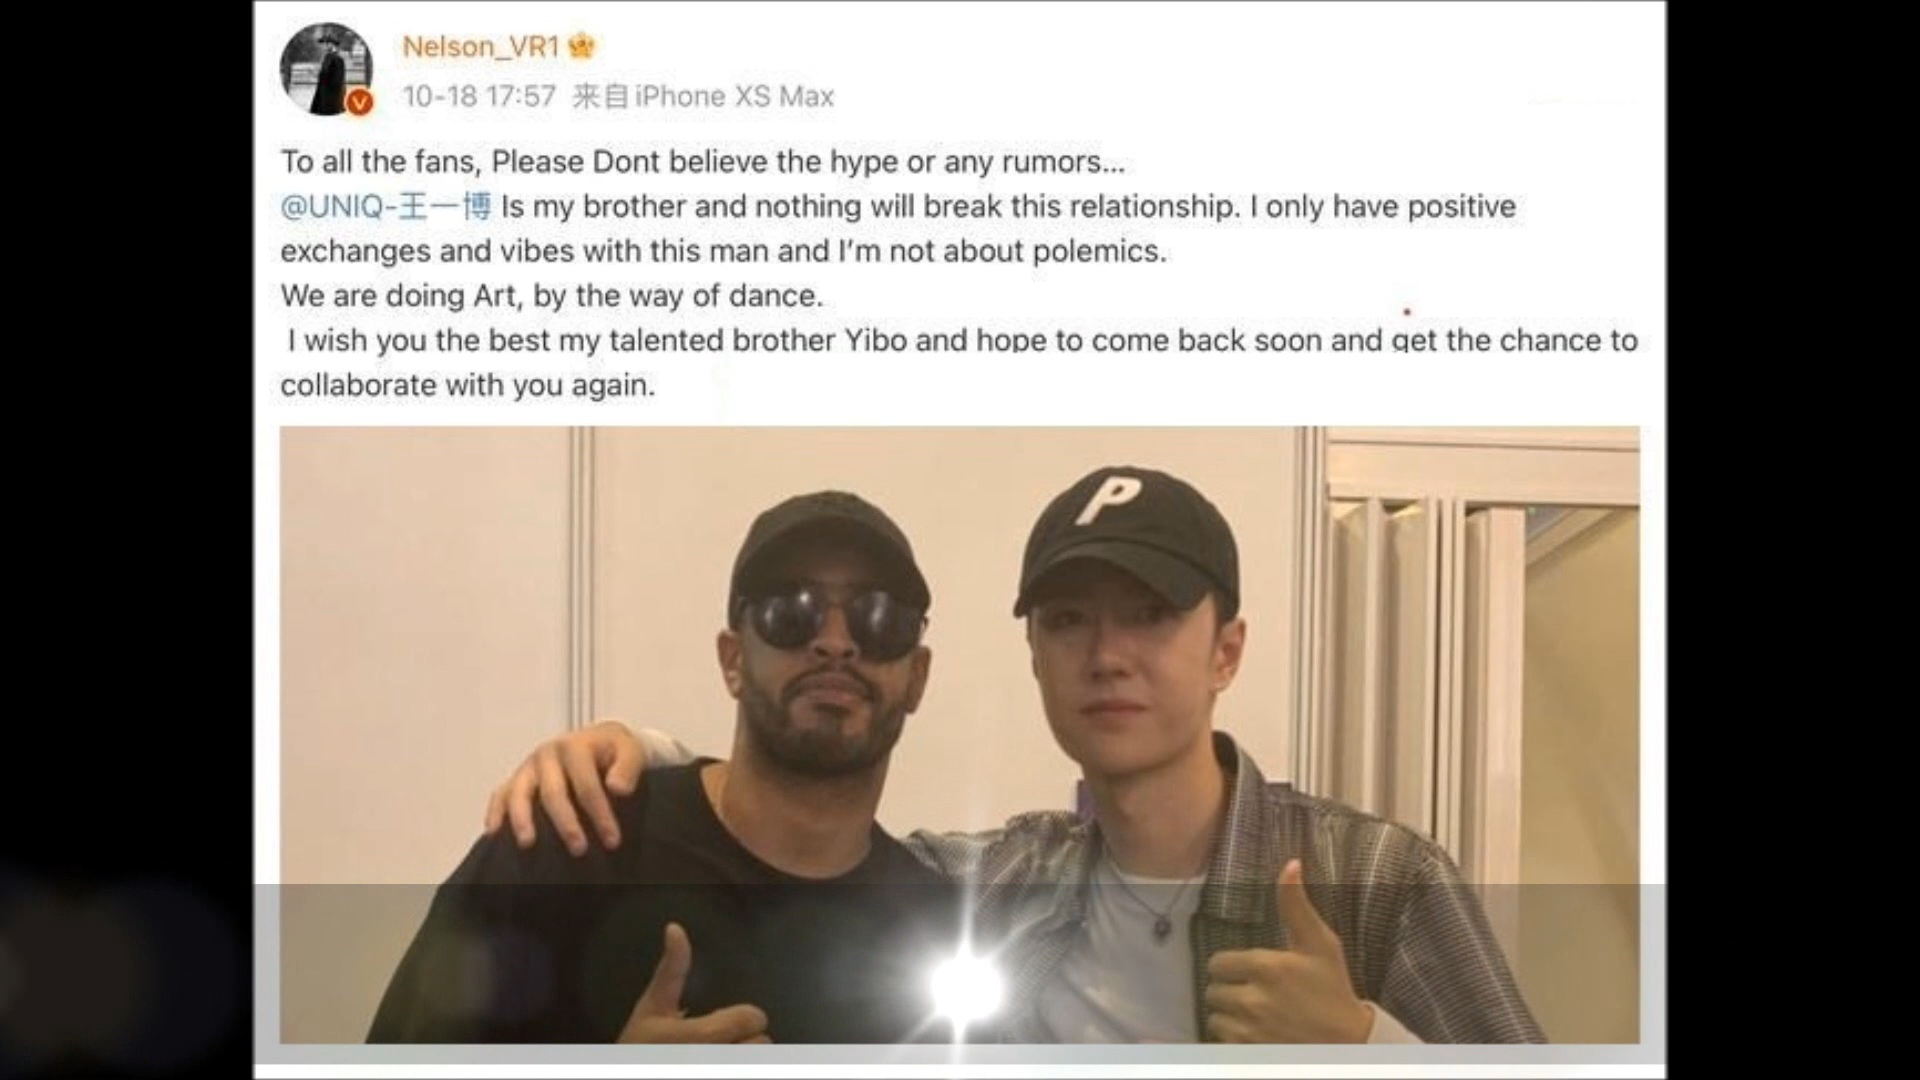 Nelson_VR1
10-18 17:57 来自 iPhone XS Max
To all the fans, Please Dont believe the hype or any rumors...
@UNIQ-王一博 Is my brother and nothing will break this relationship. I only have positive
exchanges and vibes with this man and I'm not about polemics.
We are doing Art, by the way of dance.
I wish you the best my talented brother Yibo and hope to come back soon and get the chance to
collaborate with you again.
P